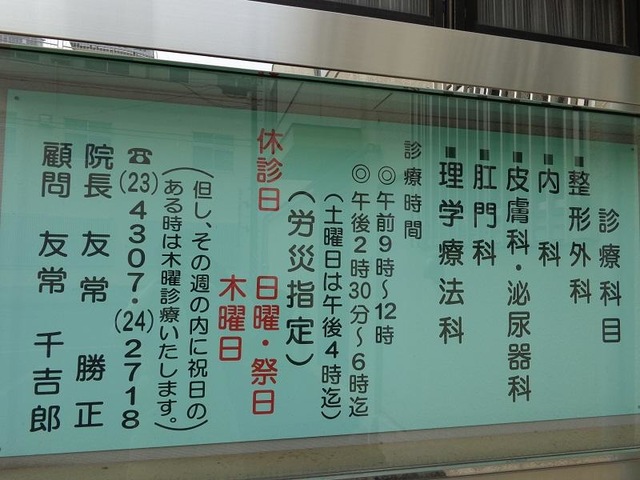 診療科目
■整形外科
■内科
■皮膚科・泌尿器科
■肛門科
■理学療法科
診療時間
◎午前9時〜12時
◎午後2時30分〜6時迄
(土曜日は午後4時迄)
(労災指定)
休診日 日曜・祭日
木曜日
(但し、その週の内に祝日の
ある時は木曜診療いたします。)
☎(23)4307・(24)2718
院長 友常 勝正
顧問 友常 千吉郎